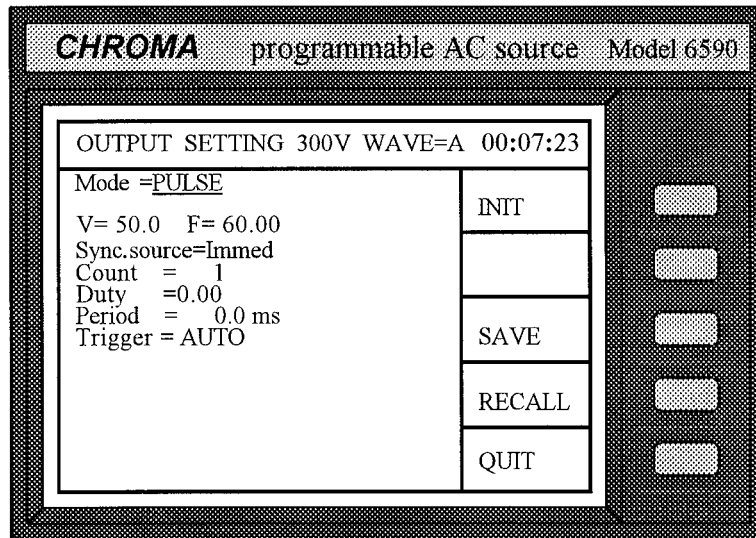 CHROMA programmable AC source Model 6590
OUTPUT SETTING 300V WAVE=A 00:07:23
Mode =PULSE
V= 50.0 F= 60.00
Sync.source=Immed
Count = 1
Duty =0.00
Period = 0.0 ms
Trigger = AUTO
INIT
SAVE
RECALL
QUIT